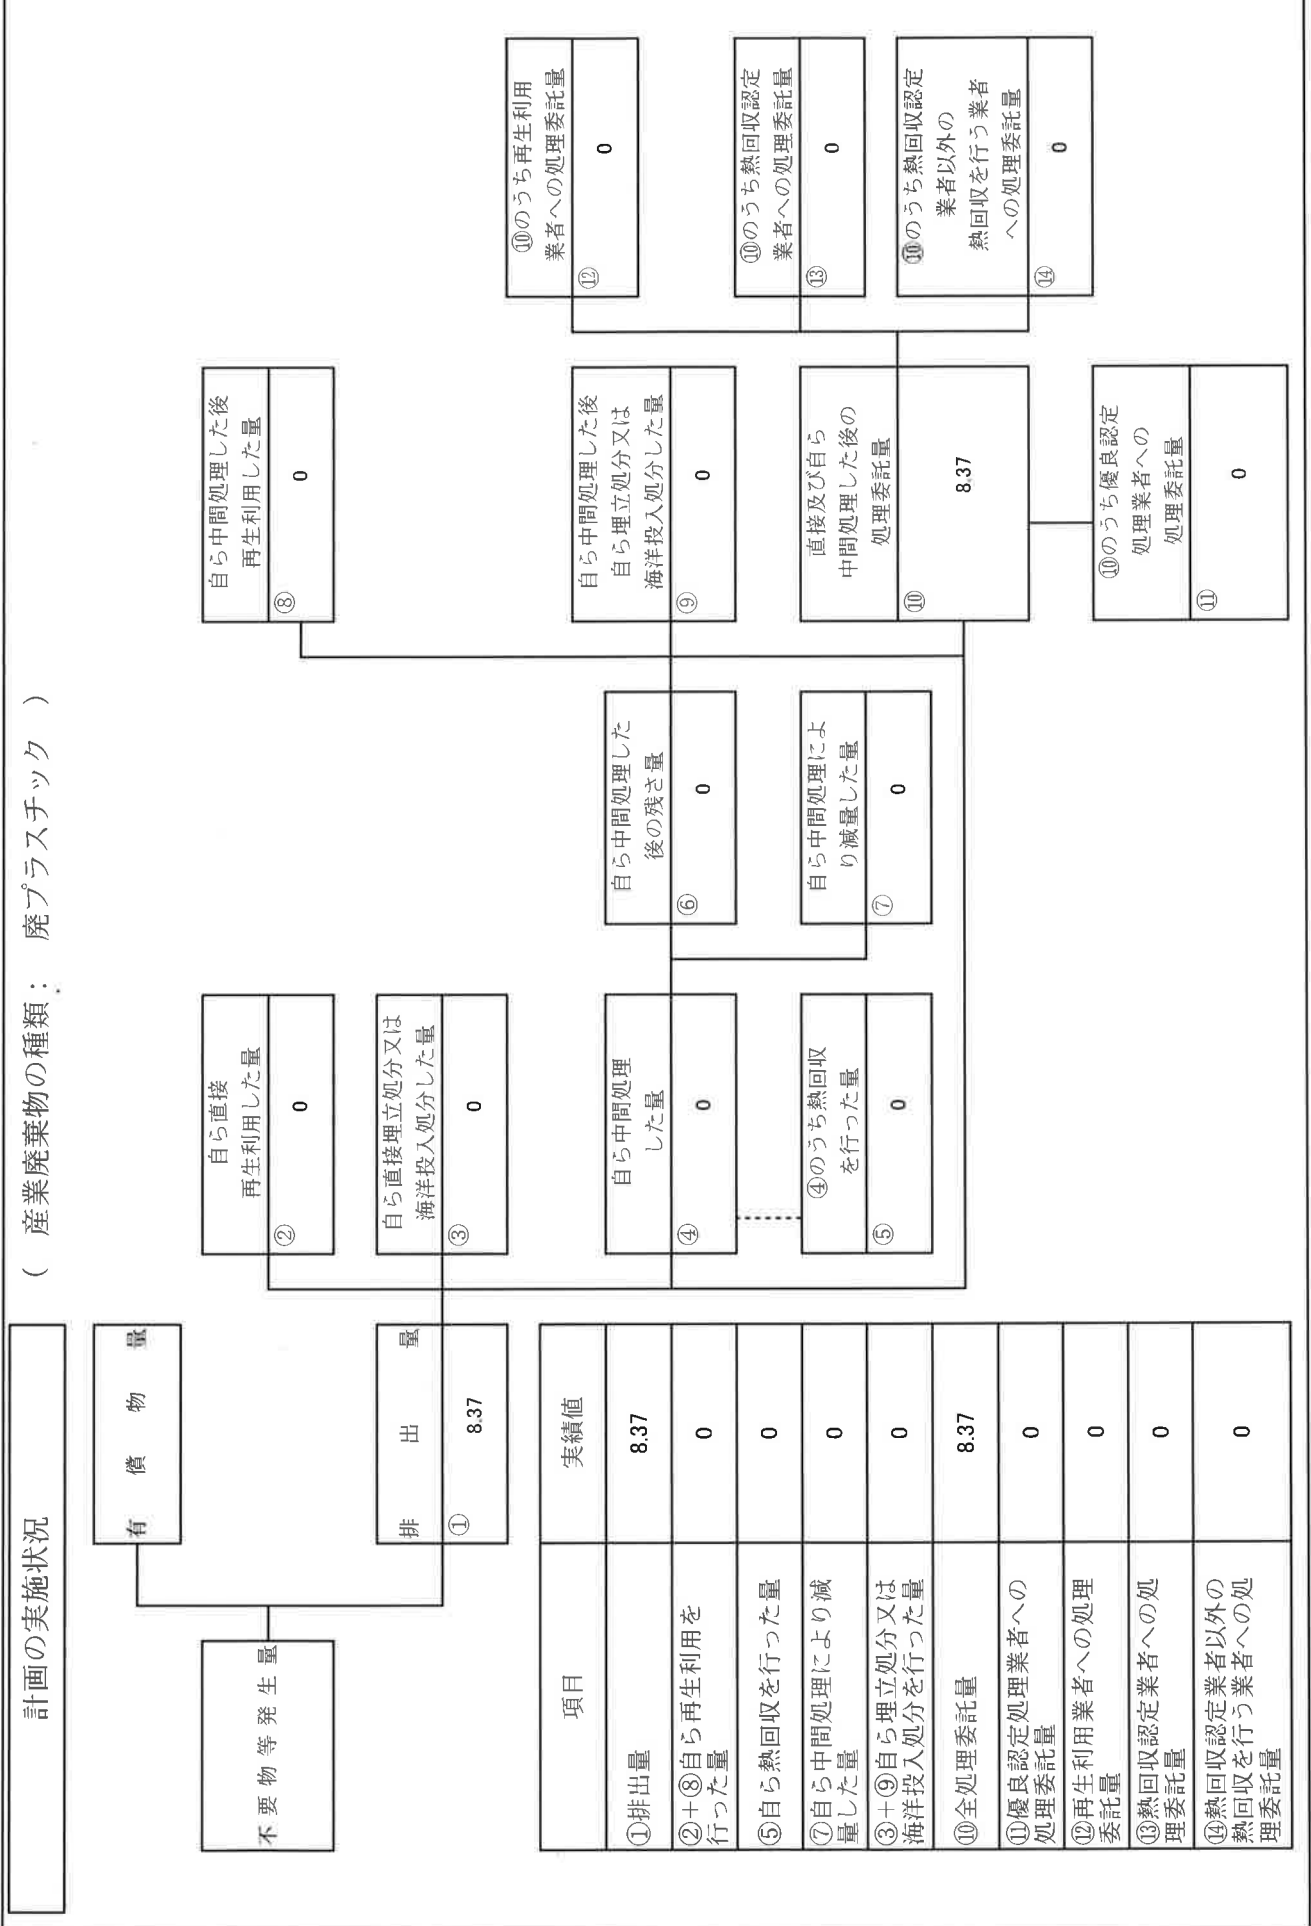 計画の実施状況
( 産業廃棄物の種類： 廃プラスチック )
不要物等発生量
有償物量
排出量
①
8.37
自ら直接
再生利用した量
②
0
自ら直接埋立処分又は
海洋投入処分した量
③
0
自ら中間処理
した量
④
0
④のうち熱回収
を行った量
⑤
0
自ら中間処理した
後の残さ量
⑥
0
自ら中間処理によ
り減量した量
⑦
0
自ら中間処理した後
再生利用した量
⑧
0
自ら中間処理した後
自ら埋立処分又は
海洋投入処分した量
⑨
0
直接及び自ら
中間処理した後の
処理委託量
⑩
8.37
⑩のうち優良認定
処理業者への
処理委託量
⑪
0
⑩のうち再生利用
業者への処理委託量
⑫
0
⑩のうち熱回収認定
業者への処理委託量
⑬
0
⑩のうち熱回収認定
業者以外の
熱回収を行う業者
への処理委託量
⑭
0
項目 実績値
①排出量 8.37
②＋⑧自ら再生利用を
行った量 0
⑤自ら熱回収を行った量 0
⑦自ら中間処理により減
量した量 0
③＋⑨自ら埋立処分又は
海洋投入処分を行った量 0
⑩全処理委託量 8.37
⑪優良認定処理業者への
処理委託量 0
⑫再生利用業者への処理
委託量 0
⑬熱回収認定業者への処
理委託量 0
⑭熱回収認定業者以外の
熱回収を行う業者への処
理委託量 0